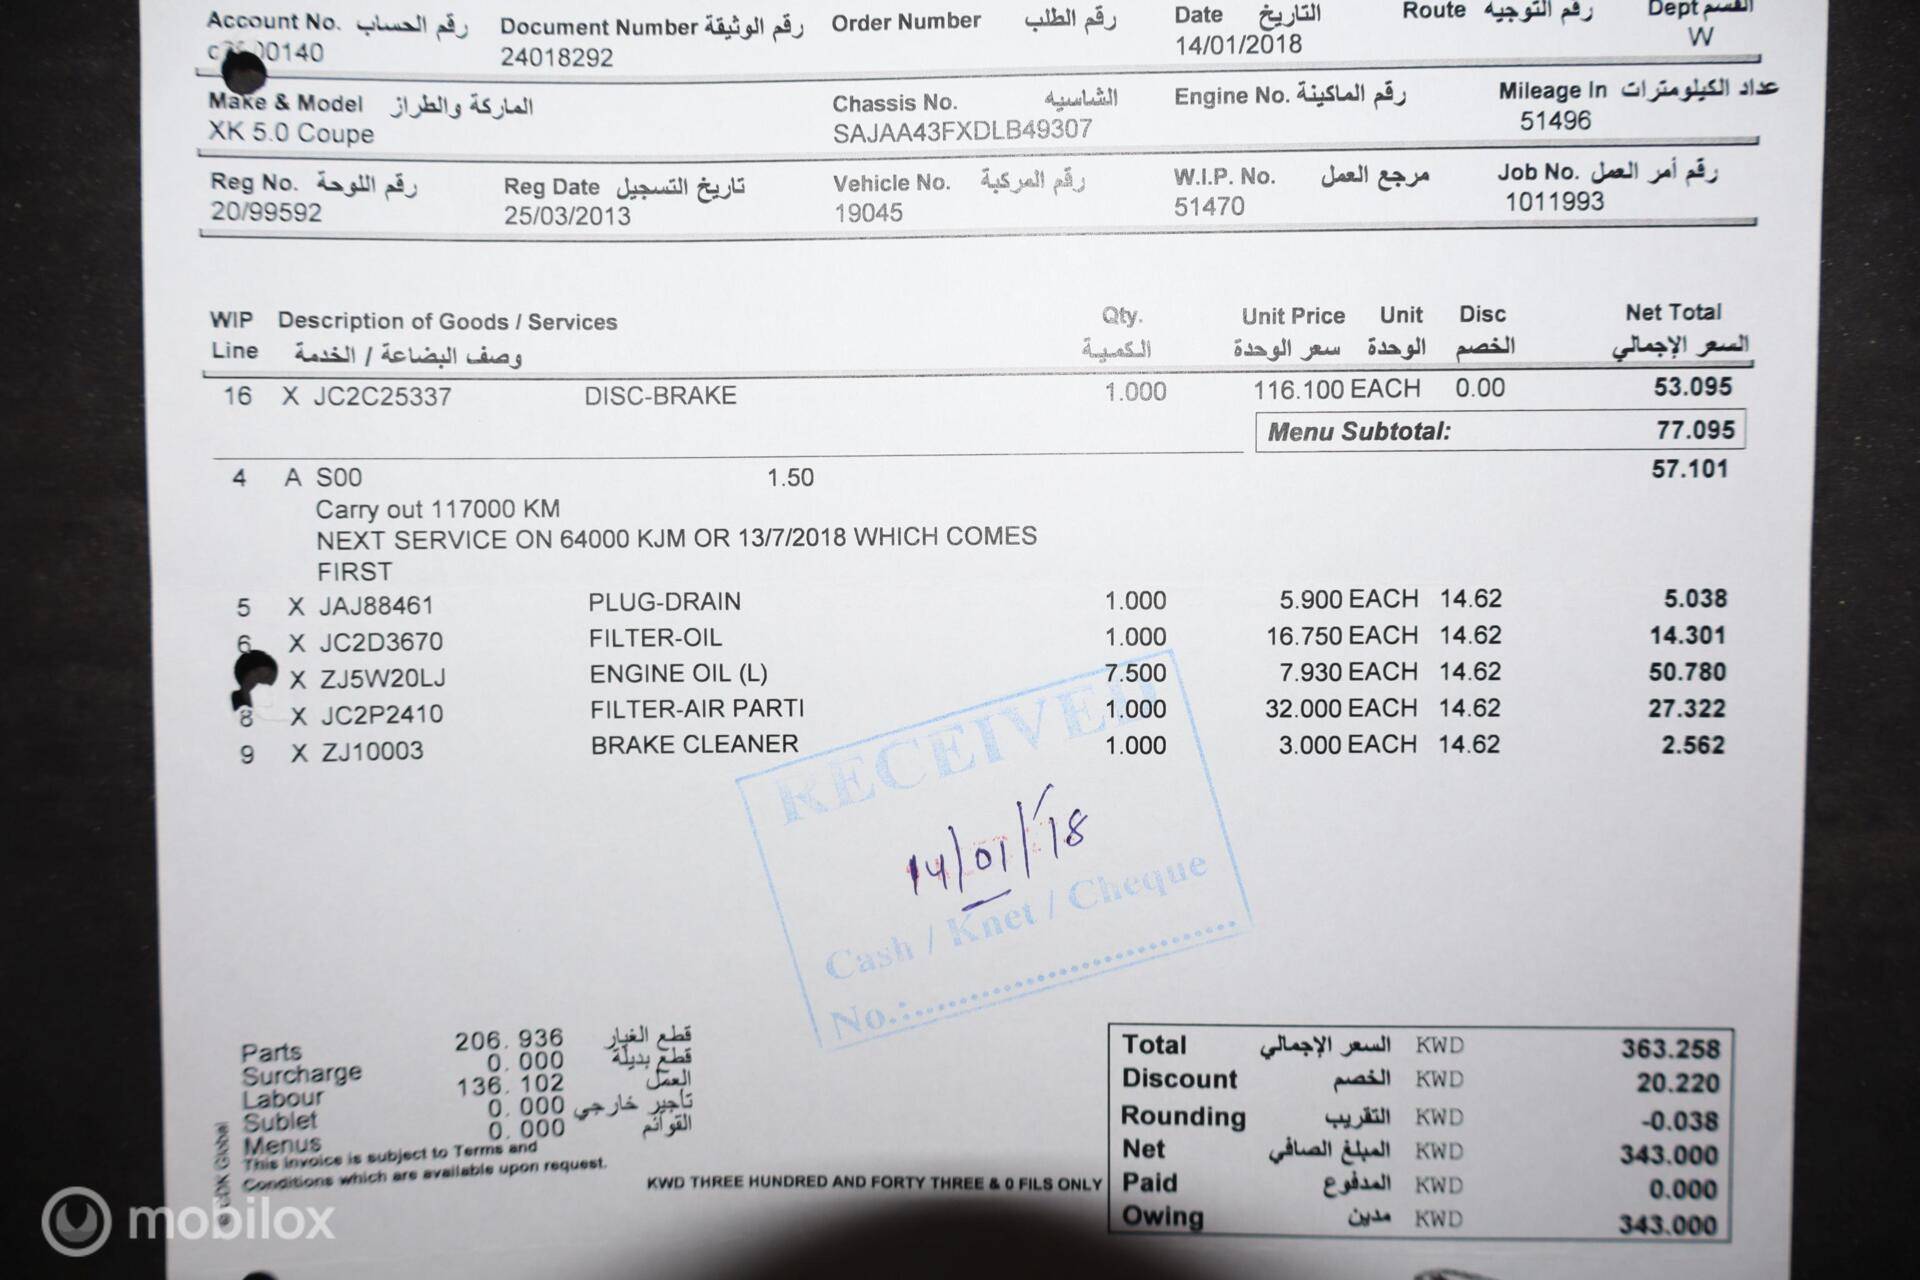 Account No. رقم الحساب Document Number رقم الوثيقة Order Number رقم الطلب Date التاريخ Route رقم التوجيه Dept القسم
00140 24018292 14/01/2018 W
Make & Model الماركة والطراز Chassis No. الشاسيه Engine No. رقم الماكينة Mileage In عداد الكيلومترات
XK 5.0 Coupe SAJAA43FXDLB49307 51496
Reg No. رقم اللوحة Reg Date تاريخ التسجيل Vehicle No. رقم المركبة W.I.P. No. مرجع العمل Job No. رقم أمر العمل
20/99592 25/03/2013 19045 51470 1011993
WIP Description of Goods / Services Qty. Unit Price Unit Disc Net Total
Line وصف البضاعة / الخدمة الكمية سعر الوحدة الوحدة الخصم السعر الإجمالي
16 X JC2C25337 DISC-BRAKE 1.000 116.100 EACH 0.00 53.095
Menu Subtotal: 77.095
4 A S00 1.50 57.101
Carry out 117000 KM
NEXT SERVICE ON 64000 KJM OR 13/7/2018 WHICH COMES
FIRST
5 X JAJ88461 PLUG-DRAIN 1.000 5.900 EACH 14.62 5.038
6 X JC2D3670 FILTER-OIL 1.000 16.750 EACH 14.62 14.301
X ZJ5W20LJ ENGINE OIL (L) 7.500 7.930 EACH 14.62 50.780
8 X JC2P2410 FILTER-AIR PARTI 1.000 32.000 EACH 14.62 27.322
9 X ZJ10003 BRAKE CLEANER 1.000 3.000 EACH 14.62 2.562
RECEIVED
14/01/18
Cash / Knet / Cheque
No.:
Parts 206.936 قطع الغيار
Surcharge 0.000 قطع بديلة
Labour 136.102 العمل
Sublet 0.000 تأجير خارجي
Menus 0.000 القوائم
This invoice is subject to Terms and
Conditions which are available upon request.
KWD THREE HUNDRED AND FORTY THREE & 0 FILS ONLY
Total السعر الإجمالي KWD 363.258
Discount الخصم KWD 20.220
Rounding التقريب KWD -0.038
Net المبلغ الصافي KWD 343.000
Paid المدفوع KWD 0.000
Owing مدين KWD 343.000
CDK Global
mobilox